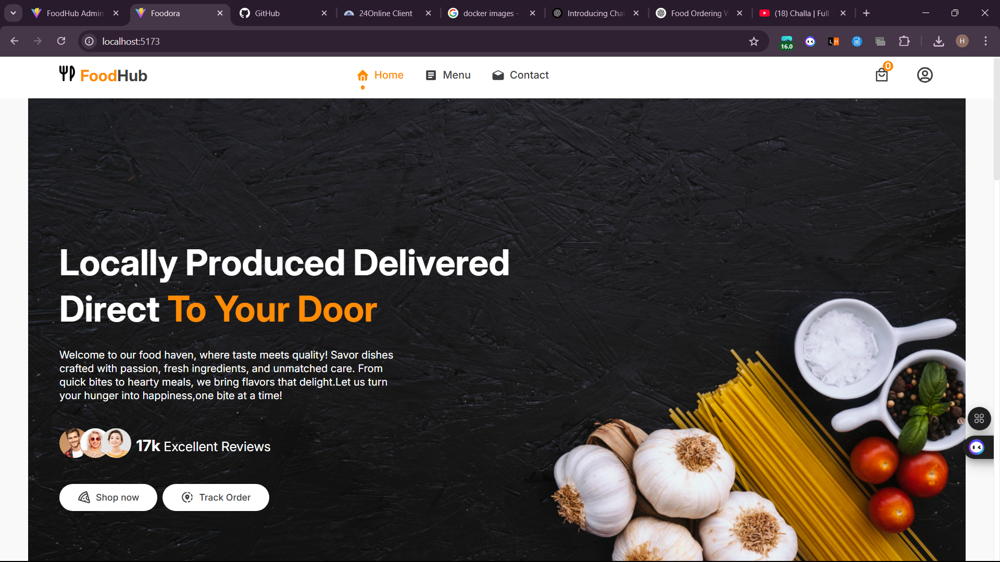 FoodHub Admin
Foodora
GitHub
24Online Client
docker images -
Introducing Cha
Food Ordering
(18) Challa | Full
localhost:5173
16.0
L H
H
FoodHub
Home
Menu
Contact
0
Locally Produced Delivered
Direct To Your Door
Welcome to our food haven, where taste meets quality! Savor dishes
crafted with passion, fresh ingredients, and unmatched care. From
quick bites to hearty meals, we bring flavors that delight.Let us turn
your hunger into happiness,one bite at a time!
17k Excellent Reviews
Shop now
Track Order